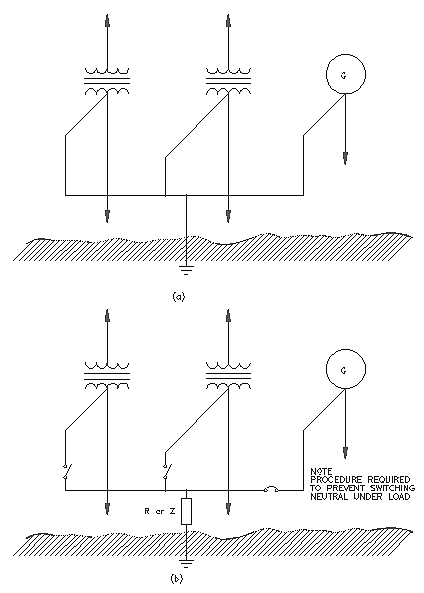 G
(a)
G
NOTE
PROCEDURE REQUIRED
TO PREVENT SWITCHING
NEUTRAL UNDER LOAD
R or Z
(b)